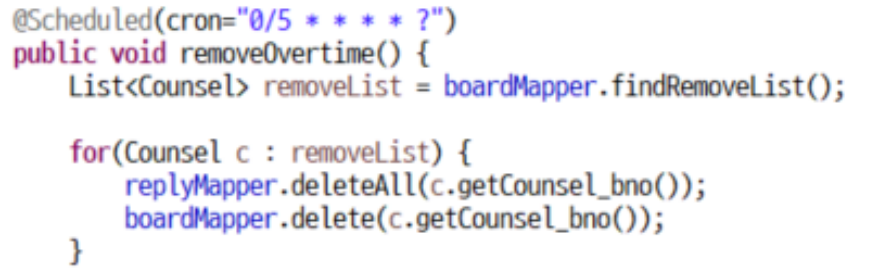 @Scheduled(cron="0/5 * * * * ?")
public void removeOvertime() {
    List<Counsel> removeList = boardMapper.findRemoveList();
    for(Counsel c : removeList) {
        replyMapper.deleteAll(c.getCounsel_bno());
        boardMapper.delete(c.getCounsel_bno());
    }